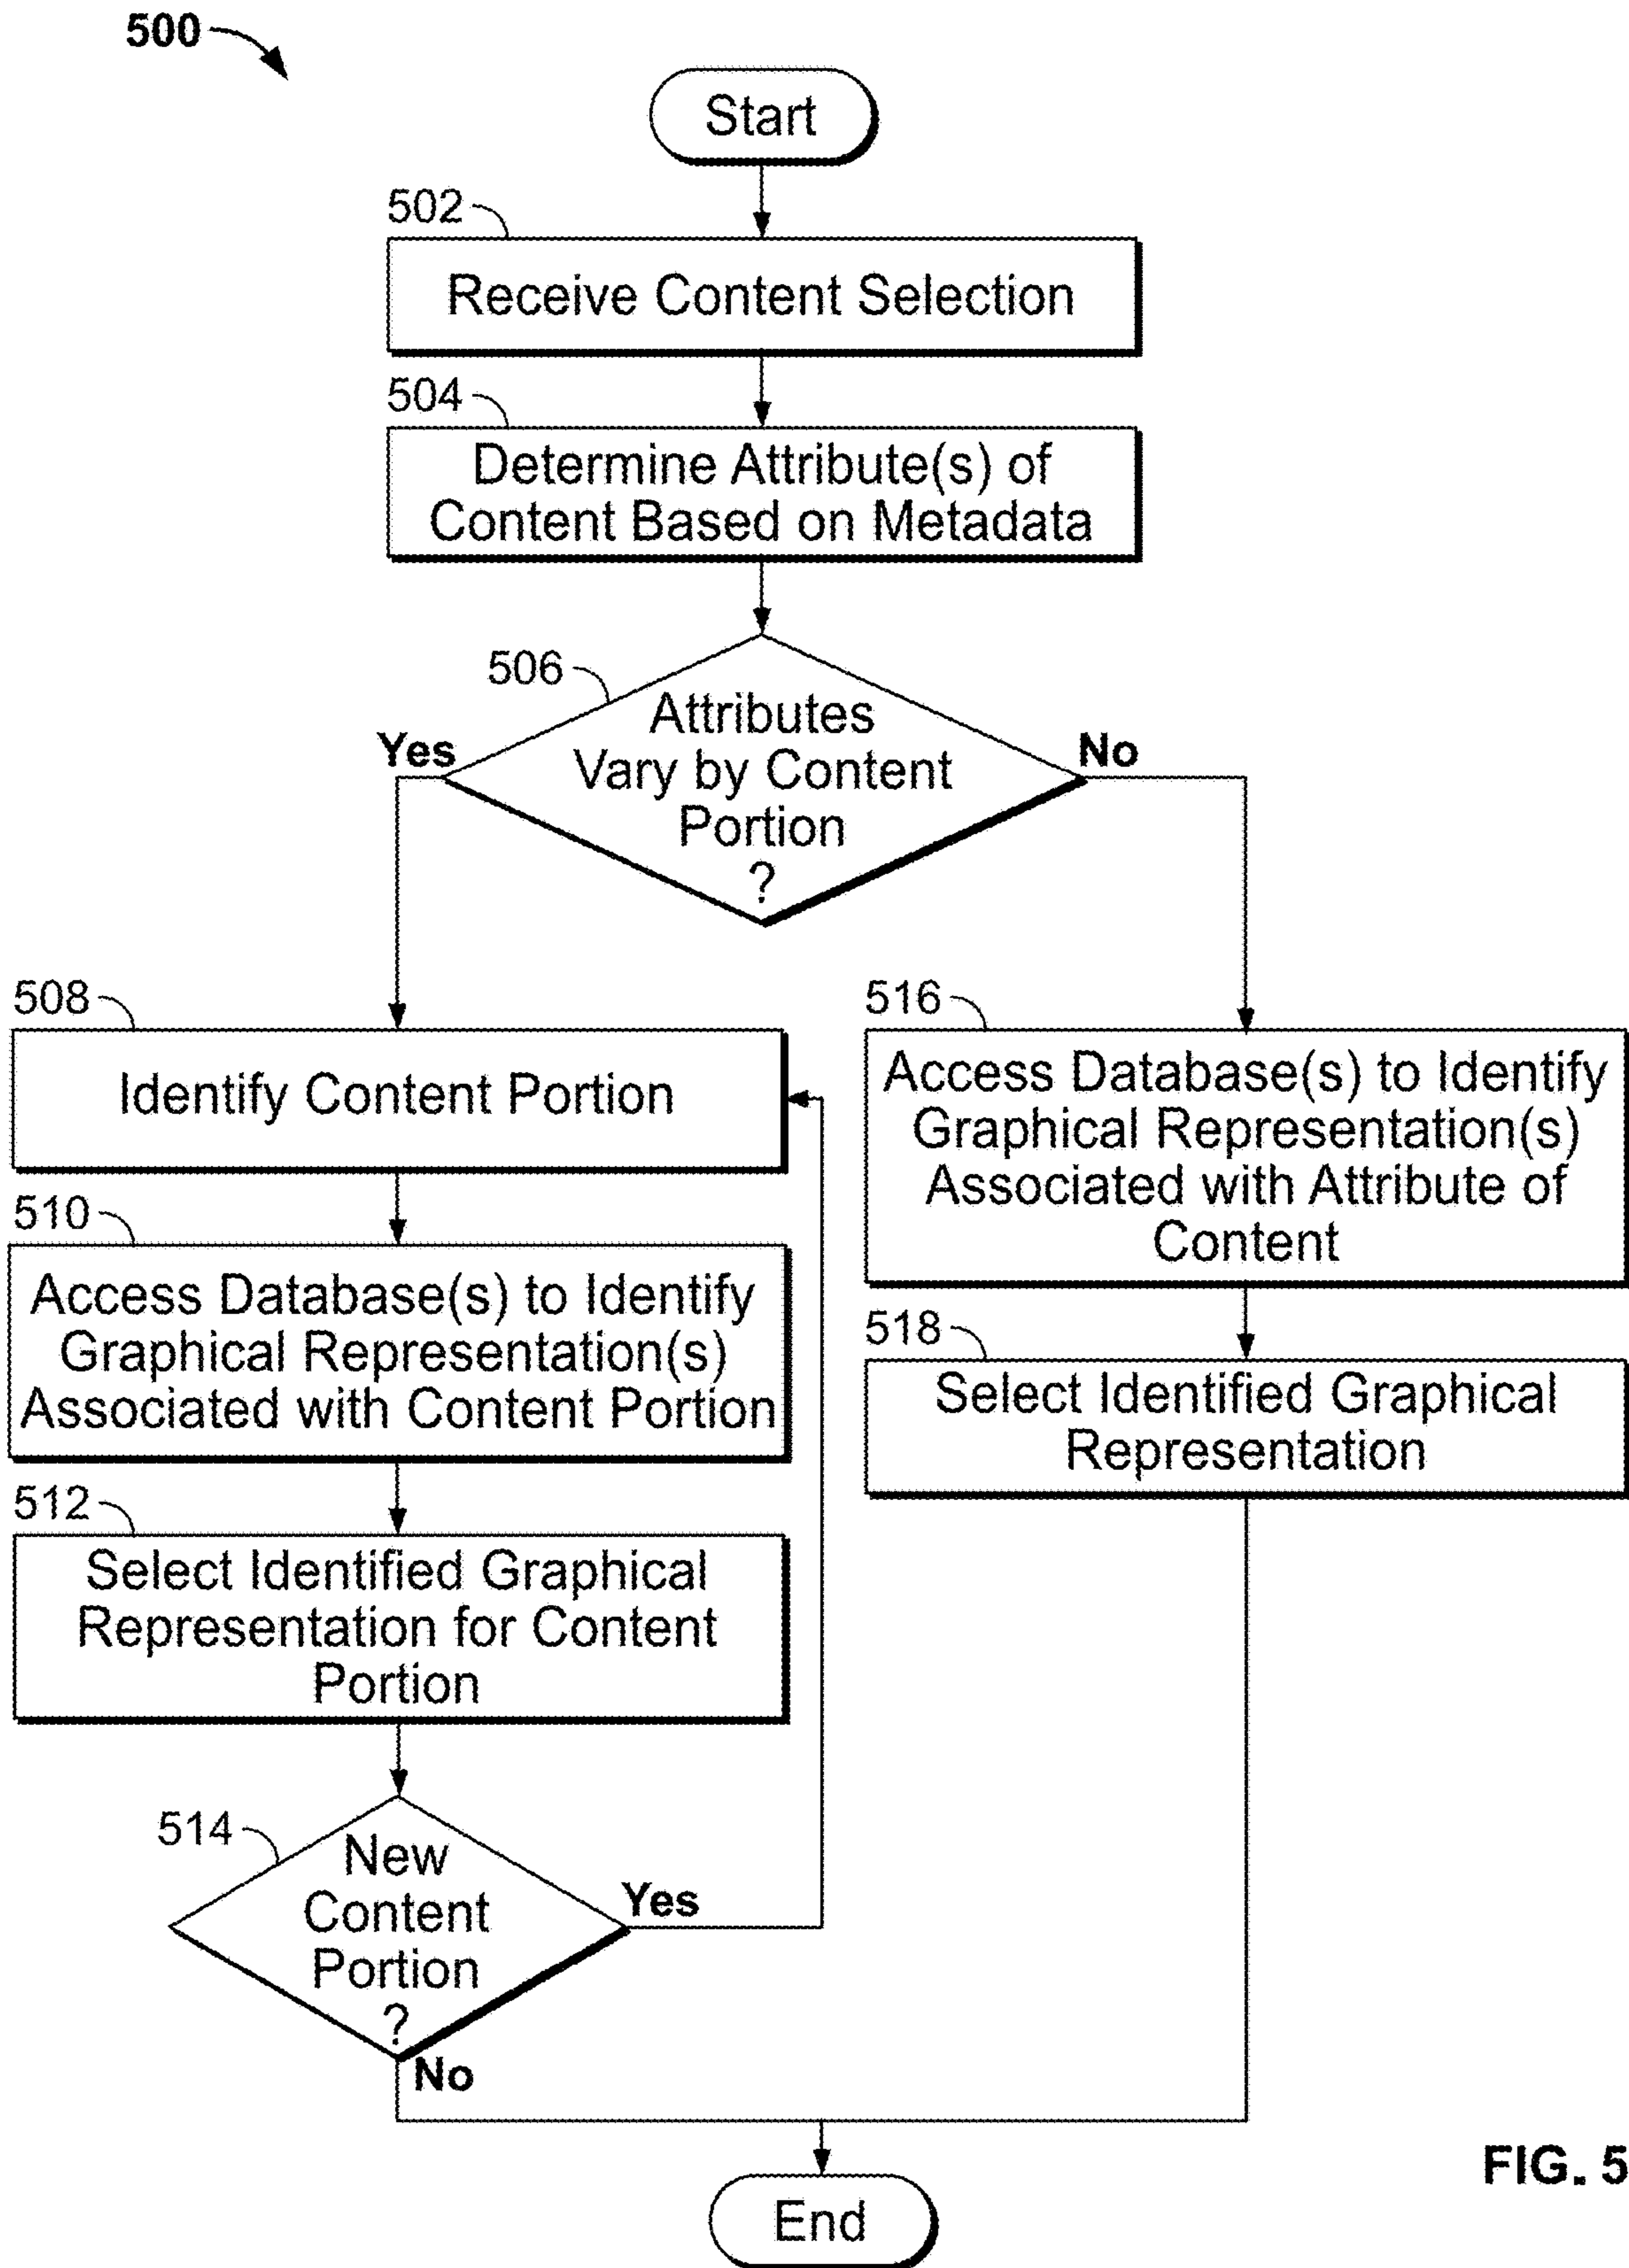 500
Start
502
Receive Content Selection
504
Determine Attribute(s) of
Content Based on Metadata
506
Attributes
Vary by Content
Portion
?
Yes
No
508
Identify Content Portion
510
Access Database(s) to Identify
Graphical Representation(s)
Associated with Content Portion
512
Select Identified Graphical
Representation for Content
Portion
514
New
Content
Portion
?
Yes
No
516
Access Database(s) to Identify
Graphical Representation(s)
Associated with Attribute of
Content
518
Select Identified Graphical
Representation
End
FIG. 5